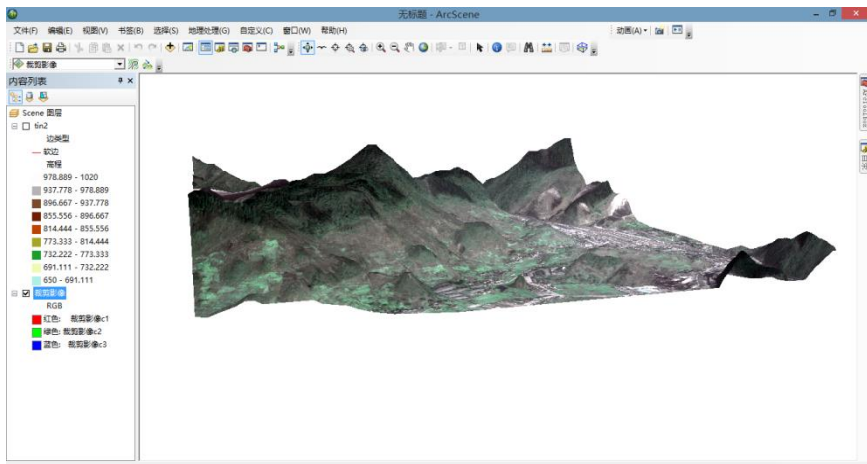 无标题 - ArcScene
文件(F) 编辑(E) 视图(V) 书签(B) 选择(S) 地理处理(G) 自定义(C) 窗口(W) 帮助(H)
动画(A)
裁剪影像
内容列表
Scene 图层
tin2
边类型
软边
高程
978.889 - 1020
937.778 - 978.889
896.667 - 937.778
855.556 - 896.667
814.444 - 855.556
773.333 - 814.444
732.222 - 773.333
691.111 - 732.222
650 - 691.111
裁剪影像
RGB
红色: 裁剪影像c1
绿色: 裁剪影像c2
蓝色: 裁剪影像c3